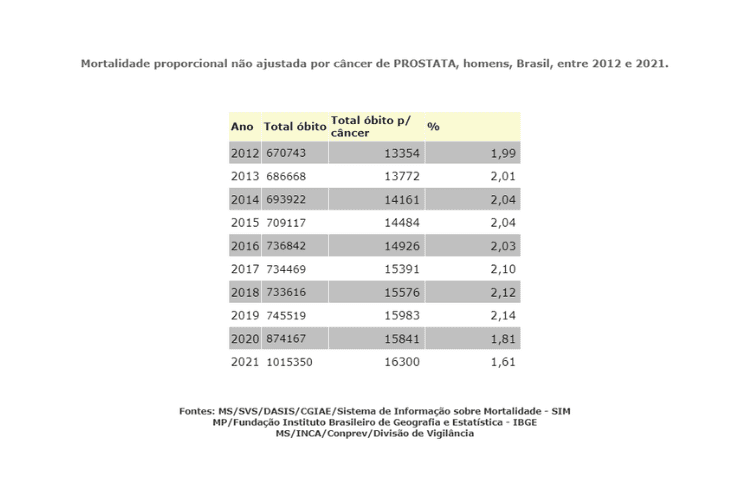 Mortalidade proporcional não ajustada por câncer de PROSTATA, homens, Brasil, entre 2012 e 2021.
Ano Total óbito Total óbito p/ câncer %
2012 670743 13354 1,99
2013 686668 13772 2,01
2014 693922 14161 2,04
2015 709117 14484 2,04
2016 736842 14926 2,03
2017 734469 15391 2,10
2018 733616 15576 2,12
2019 745519 15983 2,14
2020 874167 15841 1,81
2021 1015350 16300 1,61
Fontes: MS/SVS/DASIS/CGIAE/Sistema de Informação sobre Mortalidade - SIM
MP/Fundação Instituto Brasileiro de Geografia e Estatística - IBGE
MS/INCA/Conprev/Divisão de Vigilância